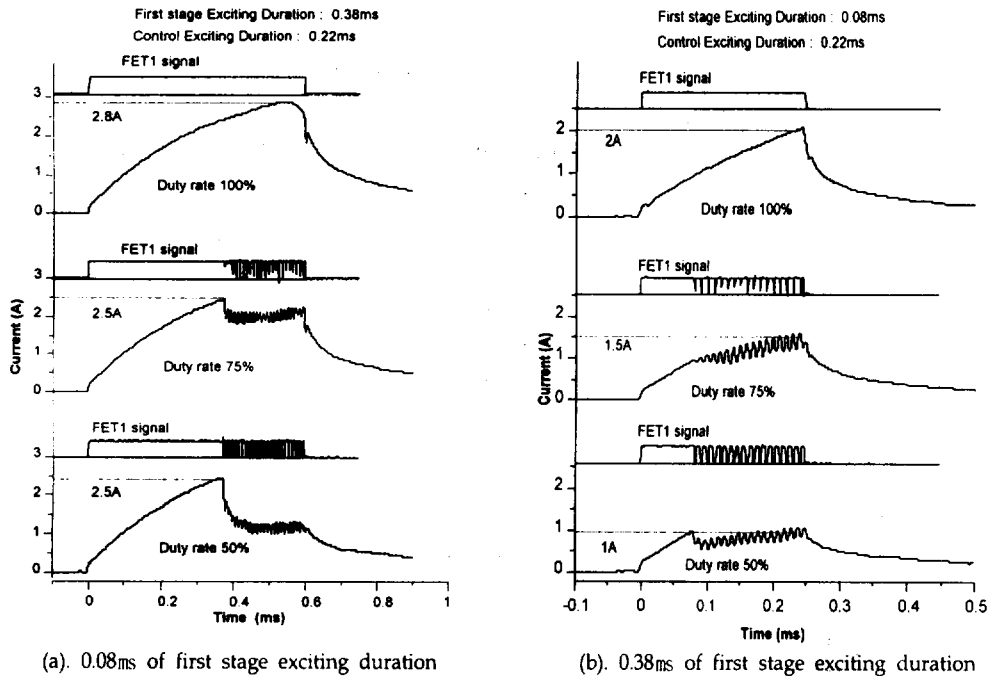 First stage Exciting Duration : 0.38ms
Control Exciting Duration : 0.22ms
FET1 signal
3
2.8A
2
1
Duty rate 100%
0
FET1 signal
3
2.5A
2
1
Duty rate 75%
0
FET1 signal
3
2.5A
2
1
Duty rate 50%
0
Current (A)
0
0.2
0.4
0.6
0.8
1
Time (ms)
(a). 0.08ms of first stage exciting duration
First stage Exciting Duration : 0.08ms
Control Exciting Duration : 0.22ms
FET1 signal
2
2A
1
Duty rate 100%
0
FET1 signal
2
1.5A
1
Duty rate 75%
0
FET1 signal
2
1
1A
Duty rate 50%
0
Current (A)
-0.1
0
0.1
0.2
0.3
0.4
0.5
Time (ms)
(b). 0.38ms of first stage exciting duration